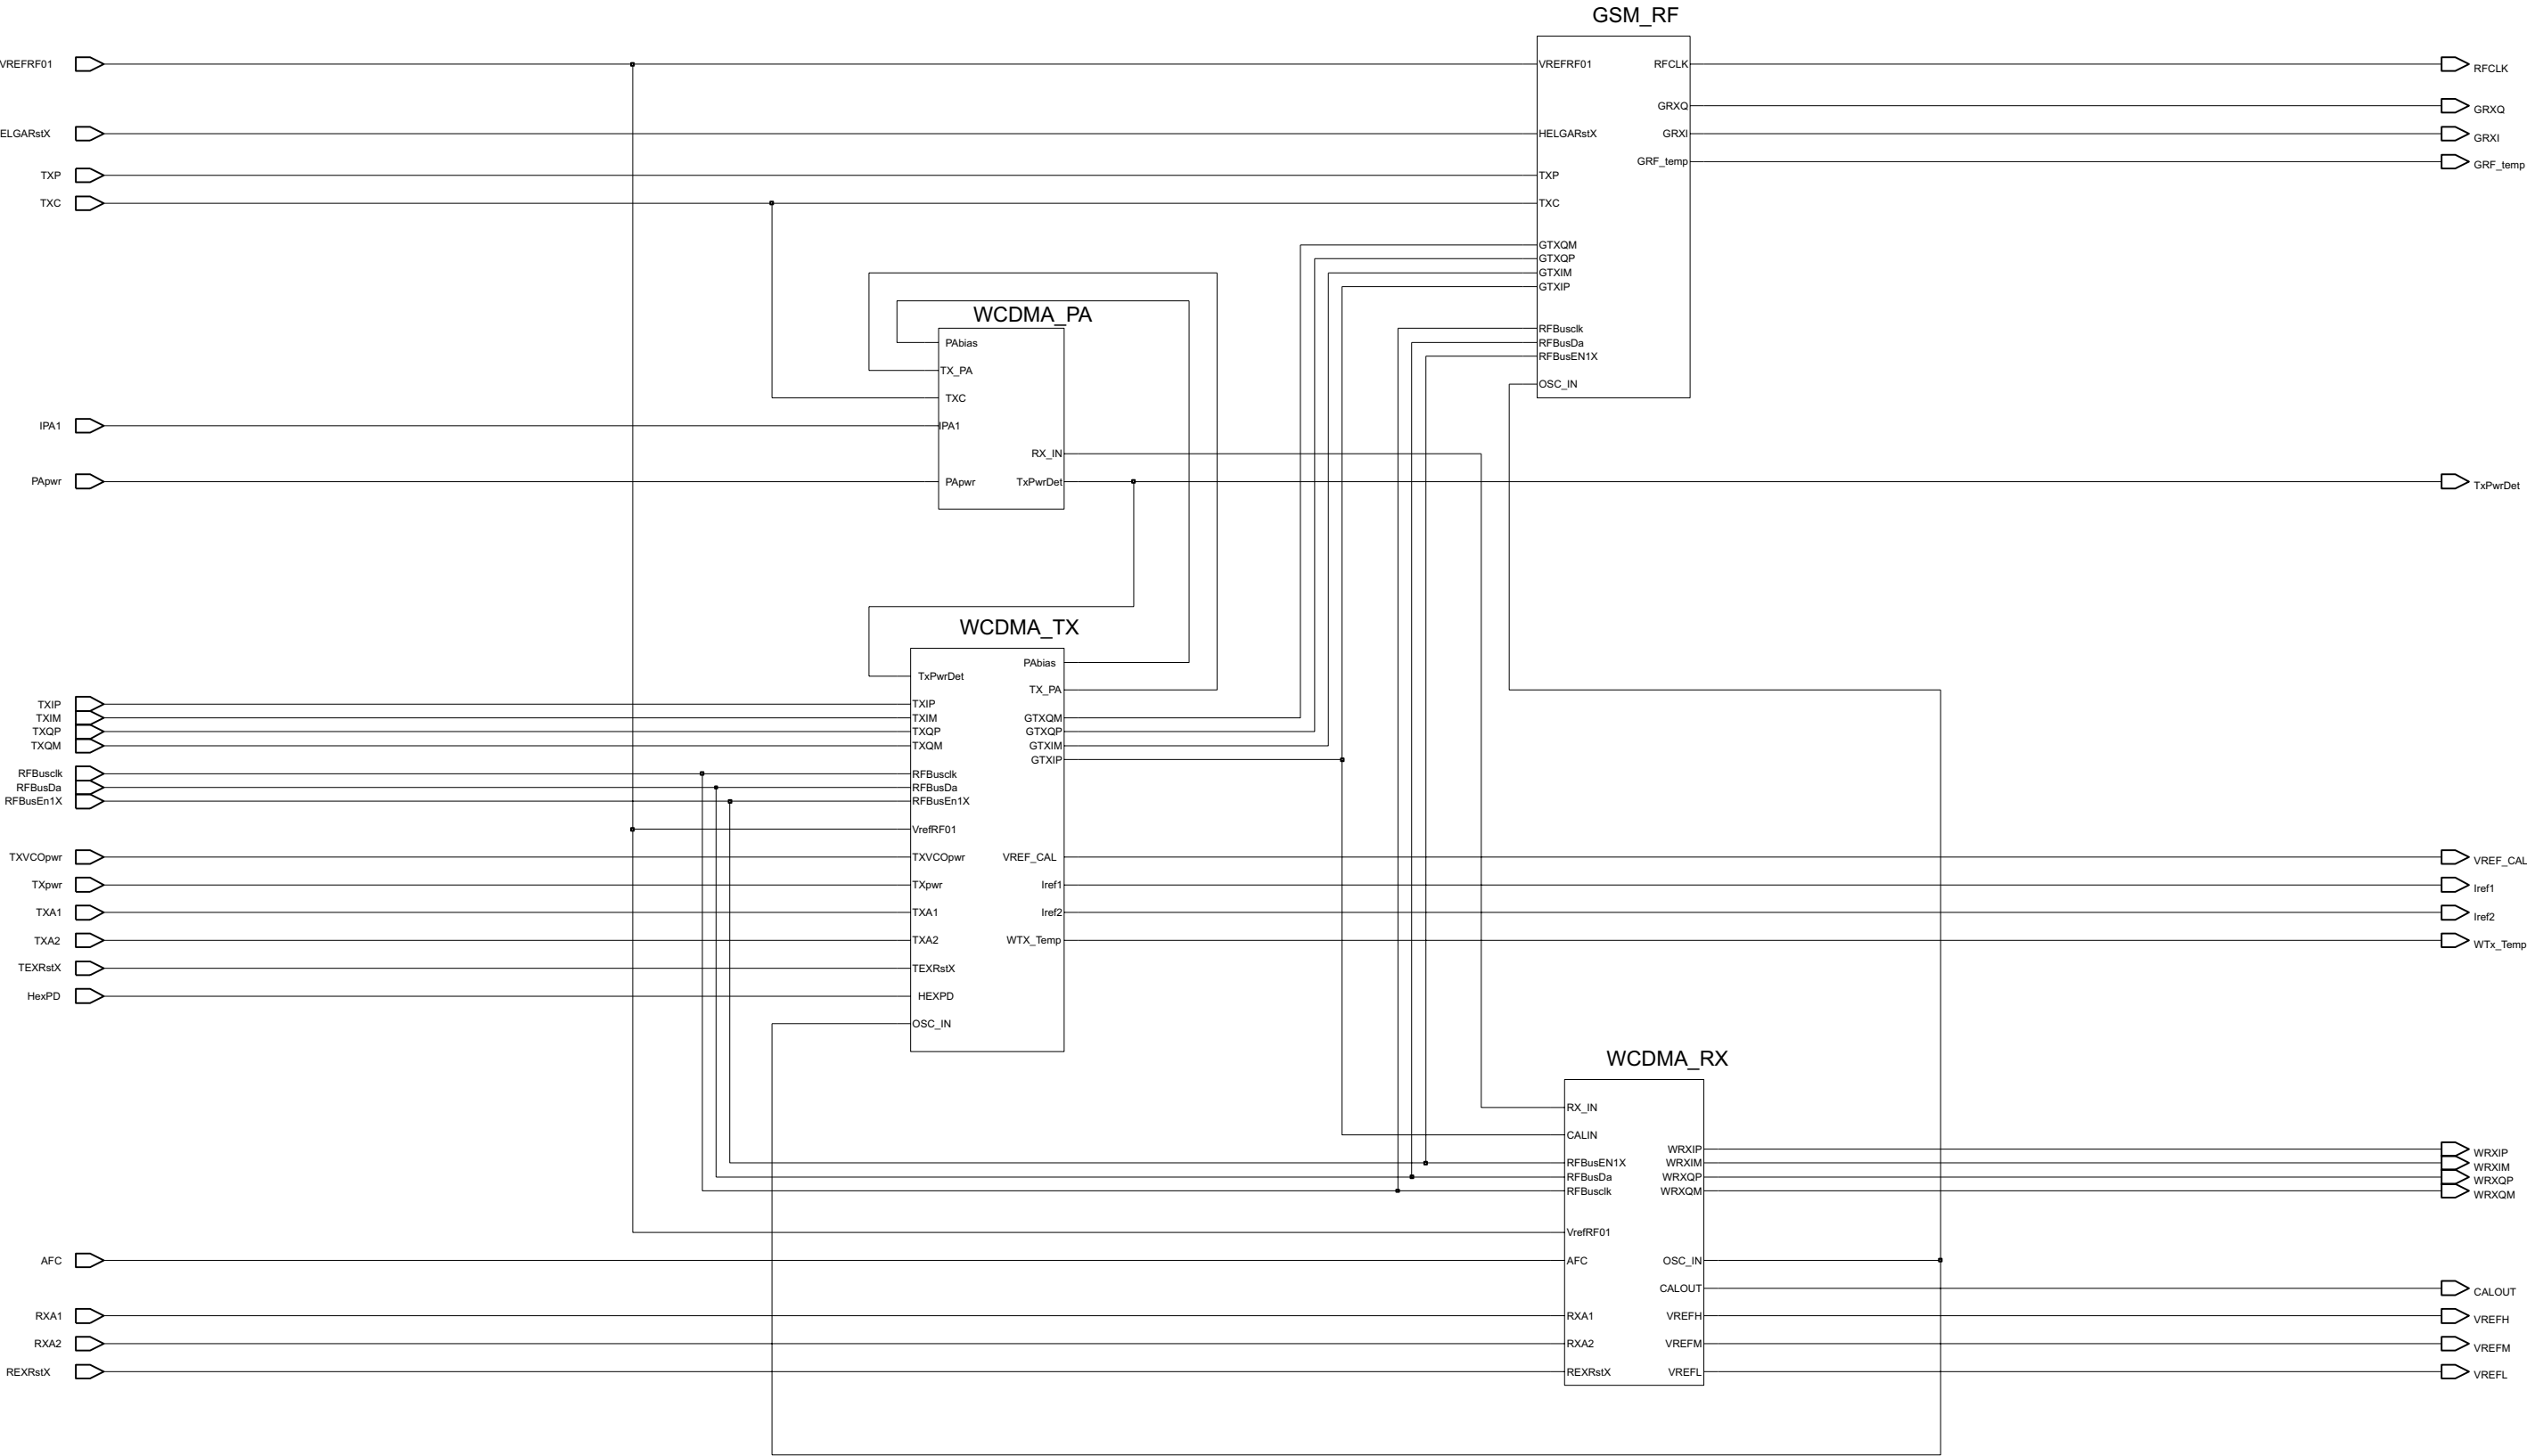 GSM_RF
VREFRF01
VREFRF01
RFCLK
RFCLK
GRXQ
GRXQ
ELGARstX
HELGARstX
GRXI
GRXI
GRF_temp
GRF_temp
TXP
TXP
TXC
TXC
GTXQM
GTXQP
GTXIM
GTXIP
RFBusclk
RFBusDa
RFBusEN1X
OSC_IN
WCDMA_PA
PAbias
TX_PA
TXC
IPA1
IPA1
RX_IN
PApwr
PApwr
TxPwrDet
TxPwrDet
WCDMA_TX
PAbias
TxPwrDet
TX_PA
TXIP
TXIP
TXIM
TXIM
GTXQM
TXQP
TXQP
GTXQP
TXQM
TXQM
GTXIM
GTXIP
RFBusclk
RFBusclk
RFBusDa
RFBusDa
RFBusEn1X
RFBusEn1X
VrefRF01
TXVCOpwr
TXVCOpwr
VREF_CAL
VREF_CAL
TXpwr
TXpwr
Iref1
Iref1
TXA1
TXA1
Iref2
Iref2
TXA2
TXA2
WTX_Temp
WTx_Temp
TEXRstX
TEXRstX
HexPD
HEXPD
OSC_IN
WCDMA_RX
RX_IN
CALIN
WRXIP
WRXIP
RFBusEN1X
WRXIM
WRXIM
RFBusDa
WRXQP
WRXQP
RFBusclk
WRXQM
WRXQM
VrefRF01
AFC
AFC
OSC_IN
CALOUT
CALOUT
RXA1
RXA1
VREFH
VREFH
RXA2
RXA2
VREFM
VREFM
REXRstX
REXRstX
VREFL
VREFL